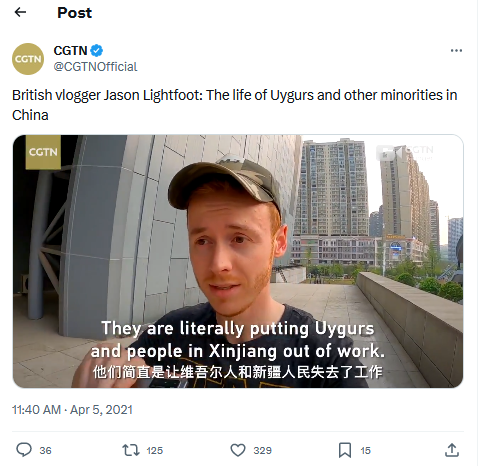 Post
CGTN
CGTN
@CGTNOfficial
British vlogger Jason Lightfoot: The life of Uygurs and other minorities in
China
CGTN
CGTN
They are literally putting Uygurs
and people in Xinjiang out of work.
他们简直是让维吾尔人和新疆人民失去了工作
11:40 AM · Apr 5, 2021
36
125
329
15